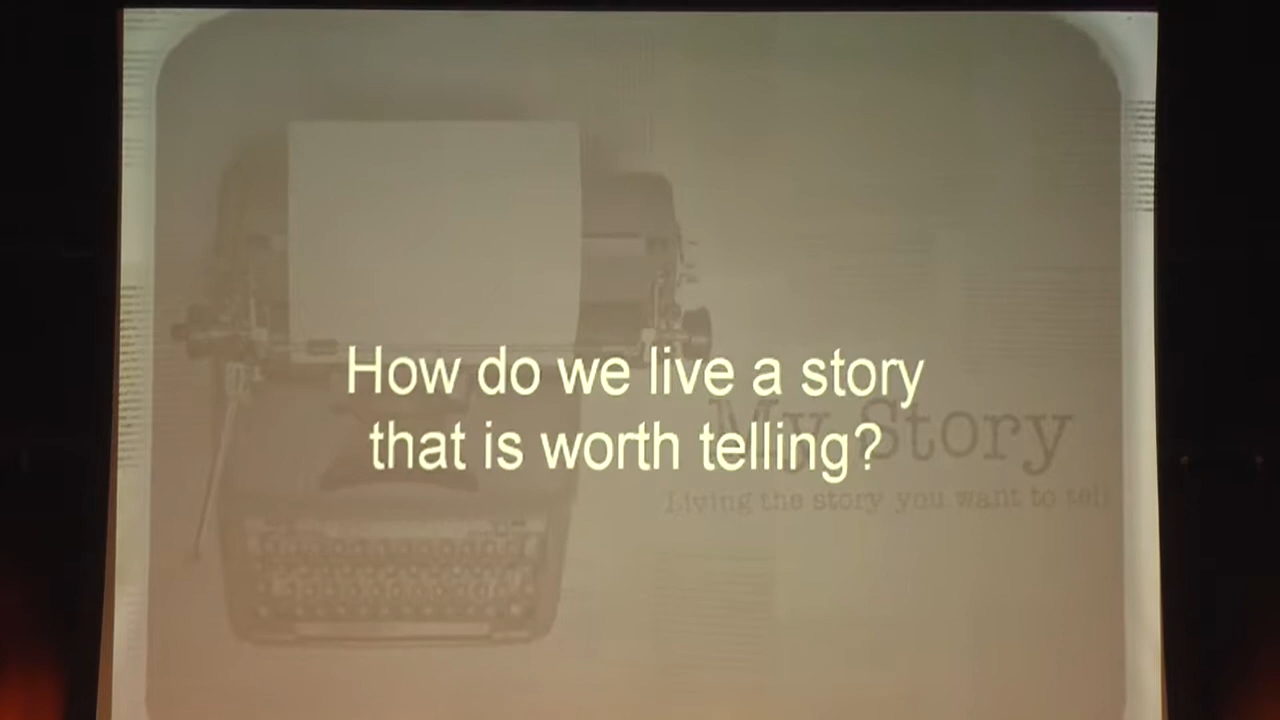 How do we live a story
that is worth telling?
My Story
Living the story you want to tell